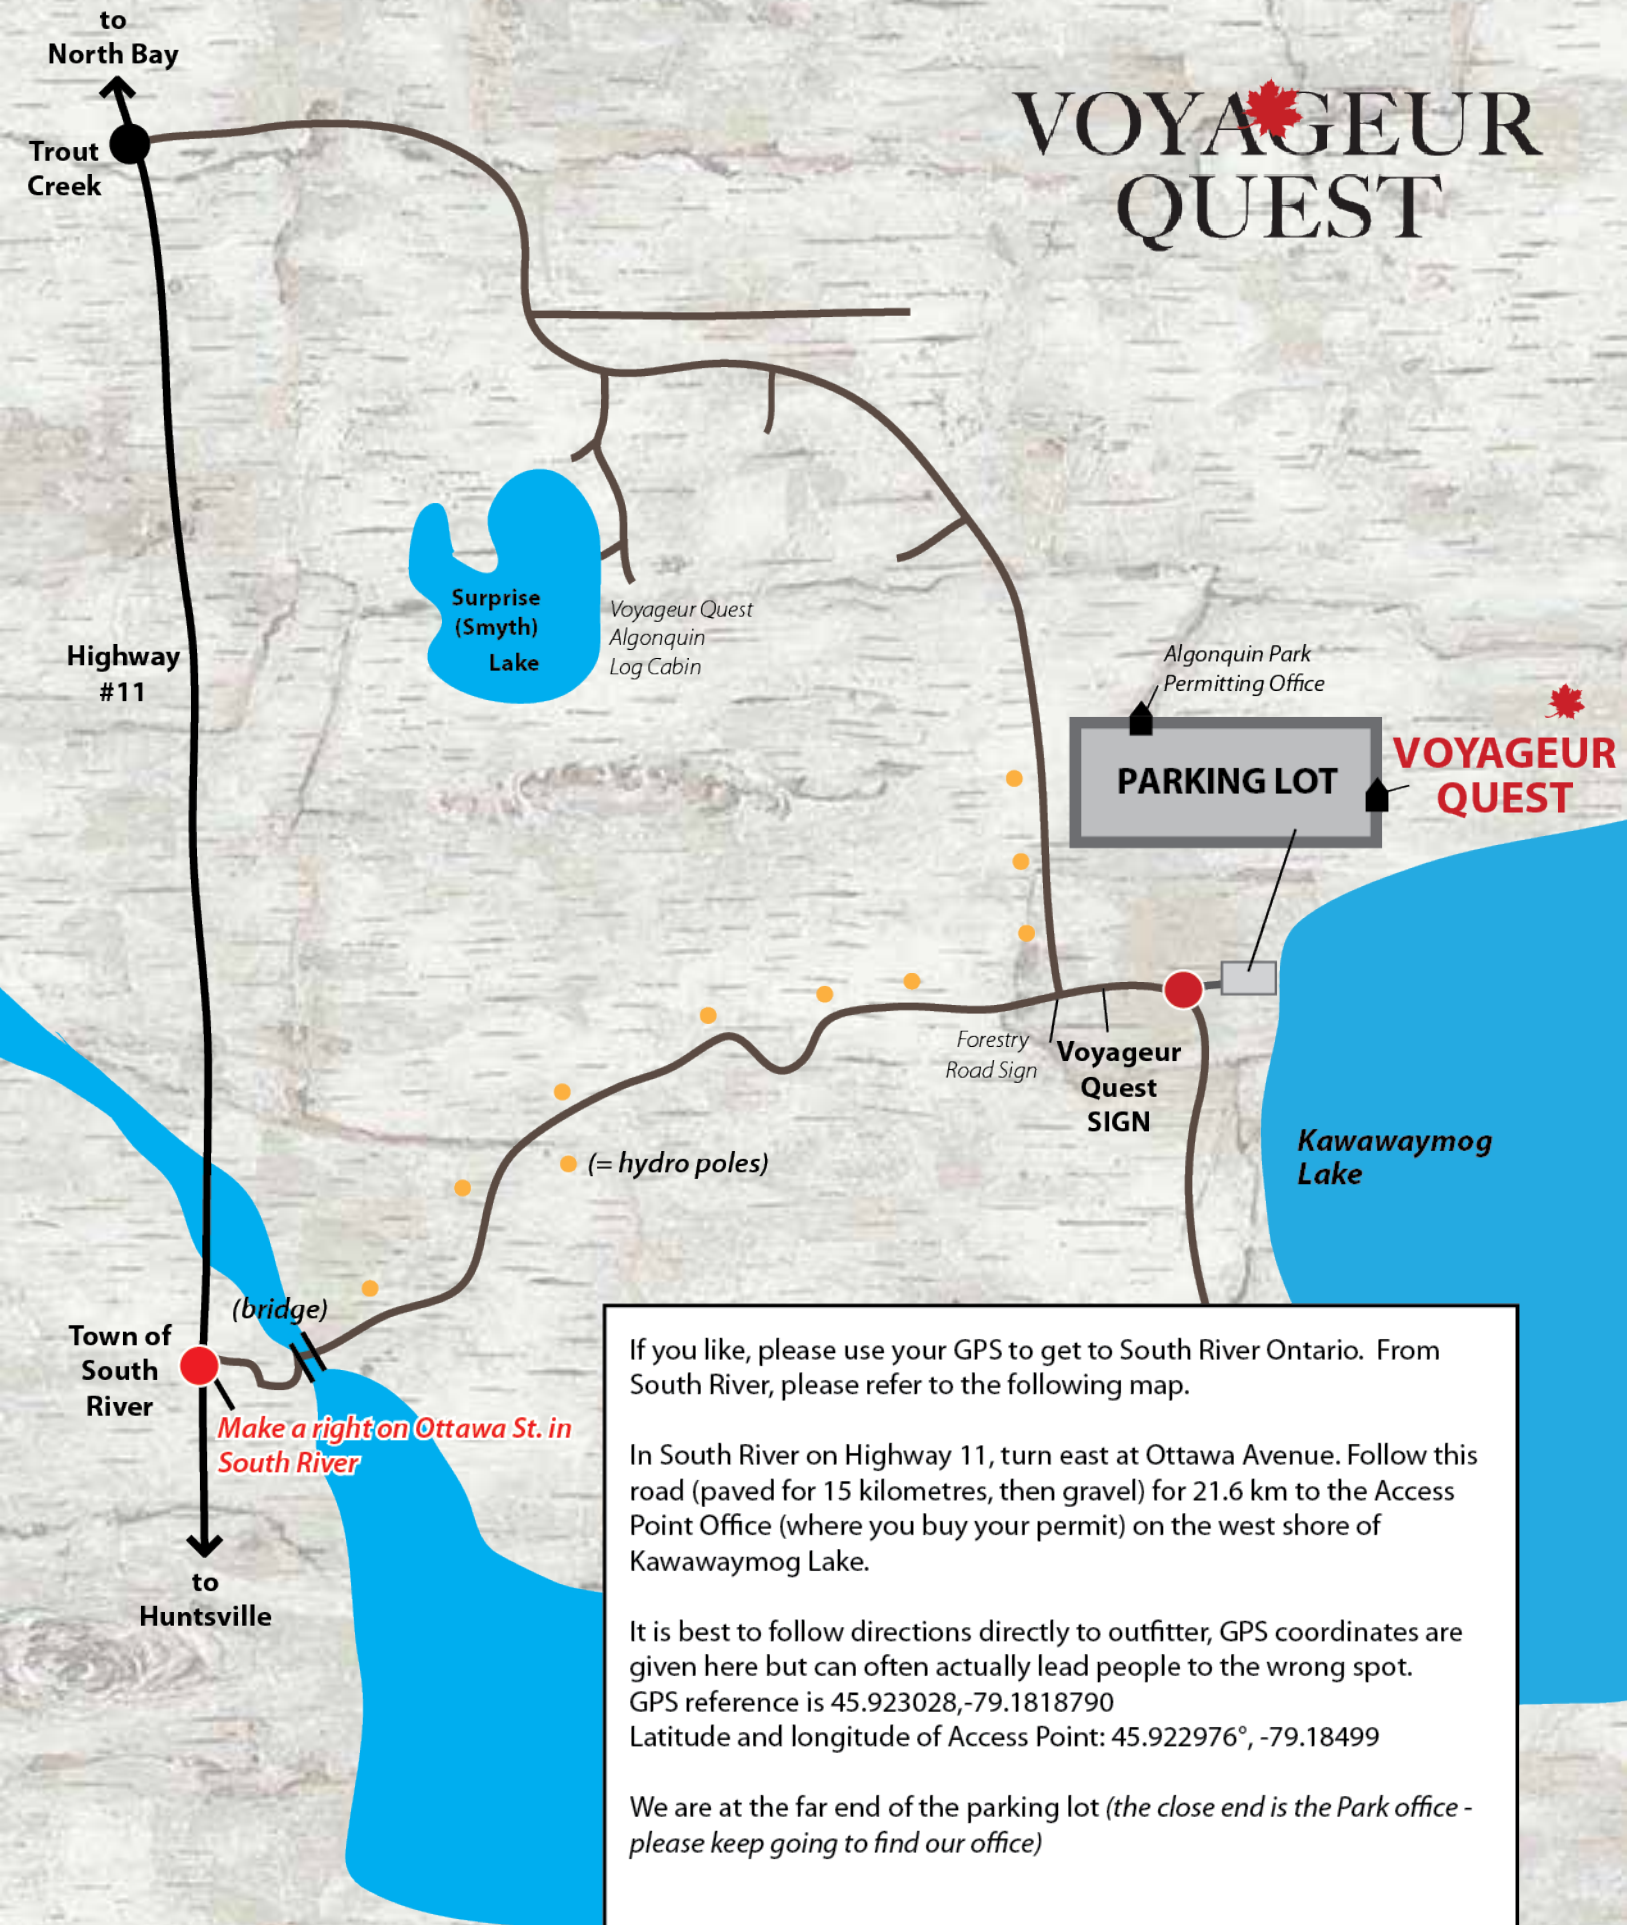 to
North Bay
VOYAGEUR
QUEST
Trout
Creek
Surprise
(Smyth)
Lake
Voyageur Quest
Algonquin
Log Cabin
Highway
#11
Algonquin Park
Permitting Office
PARKING LOT
VOYAGEUR
QUEST
Forestry
Road Sign
Voyageur
Quest
SIGN
Kawawaymog
Lake
(= hydro poles)
(bridge)
Town of
South
River
Make a right on Ottawa St. in
South River
to
Huntsville
If you like, please use your GPS to get to South River Ontario.  From
South River, please refer to the following map.
In South River on Highway 11, turn east at Ottawa Avenue. Follow this
road (paved for 15 kilometres, then gravel) for 21.6 km to the Access
Point Office (where you buy your permit) on the west shore of
Kawawaymog Lake.
It is best to follow directions directly to outfitter, GPS coordinates are
given here but can often actually lead people to the wrong spot.
GPS reference is 45.923028,-79.1818790
Latitude and longitude of Access Point: 45.922976°, -79.18499
We are at the far end of the parking lot (the close end is the Park office -
please keep going to find our office)